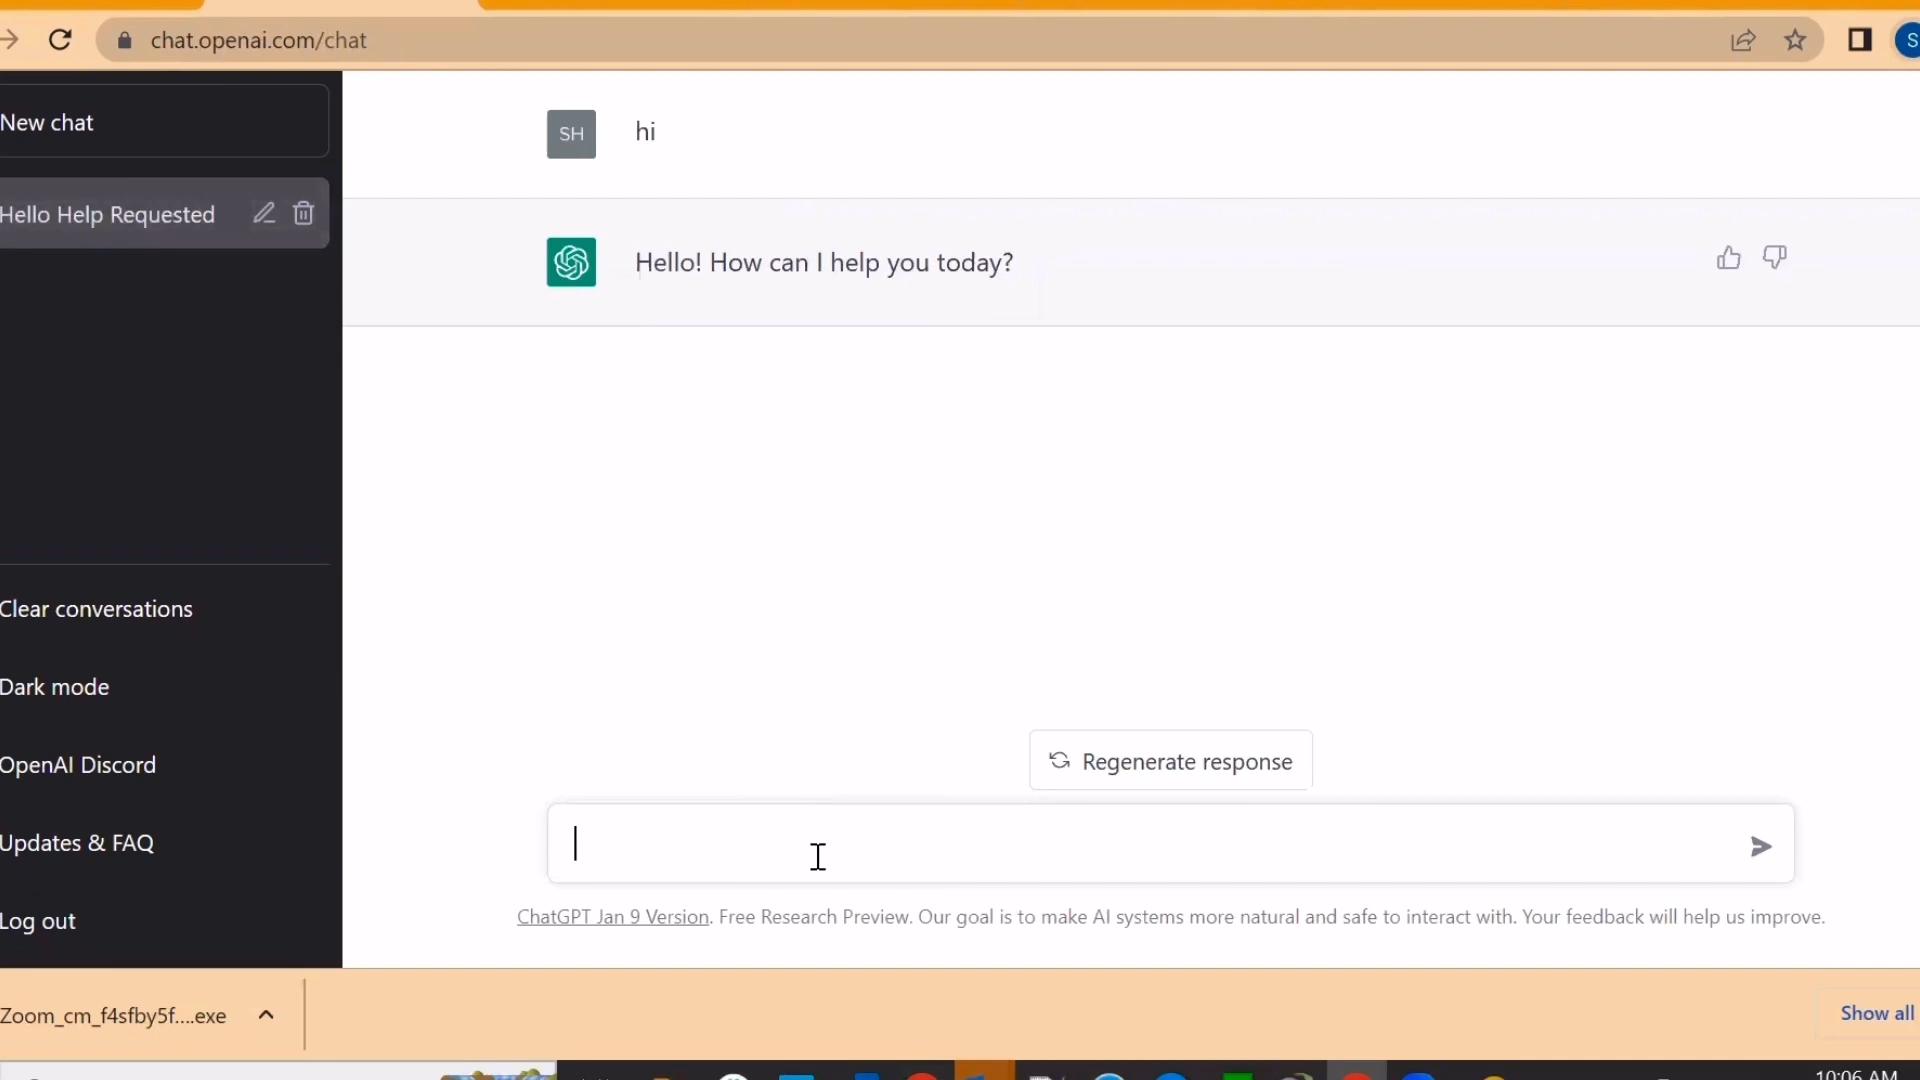 chat.openai.com/chat
S
New chat
SH
hi
Hello Help Requested
Hello! How can I help you today?
Clear conversations
Dark mode
Regenerate response
OpenAI Discord
Updates & FAQ
ChatGPT Jan 9 Version. Free Research Preview. Our goal is to make AI systems more natural and safe to interact with. Your feedback will help us improve.
Log out
Zoom_cm_f4sfby5f....exe
Show all
10:06 AM